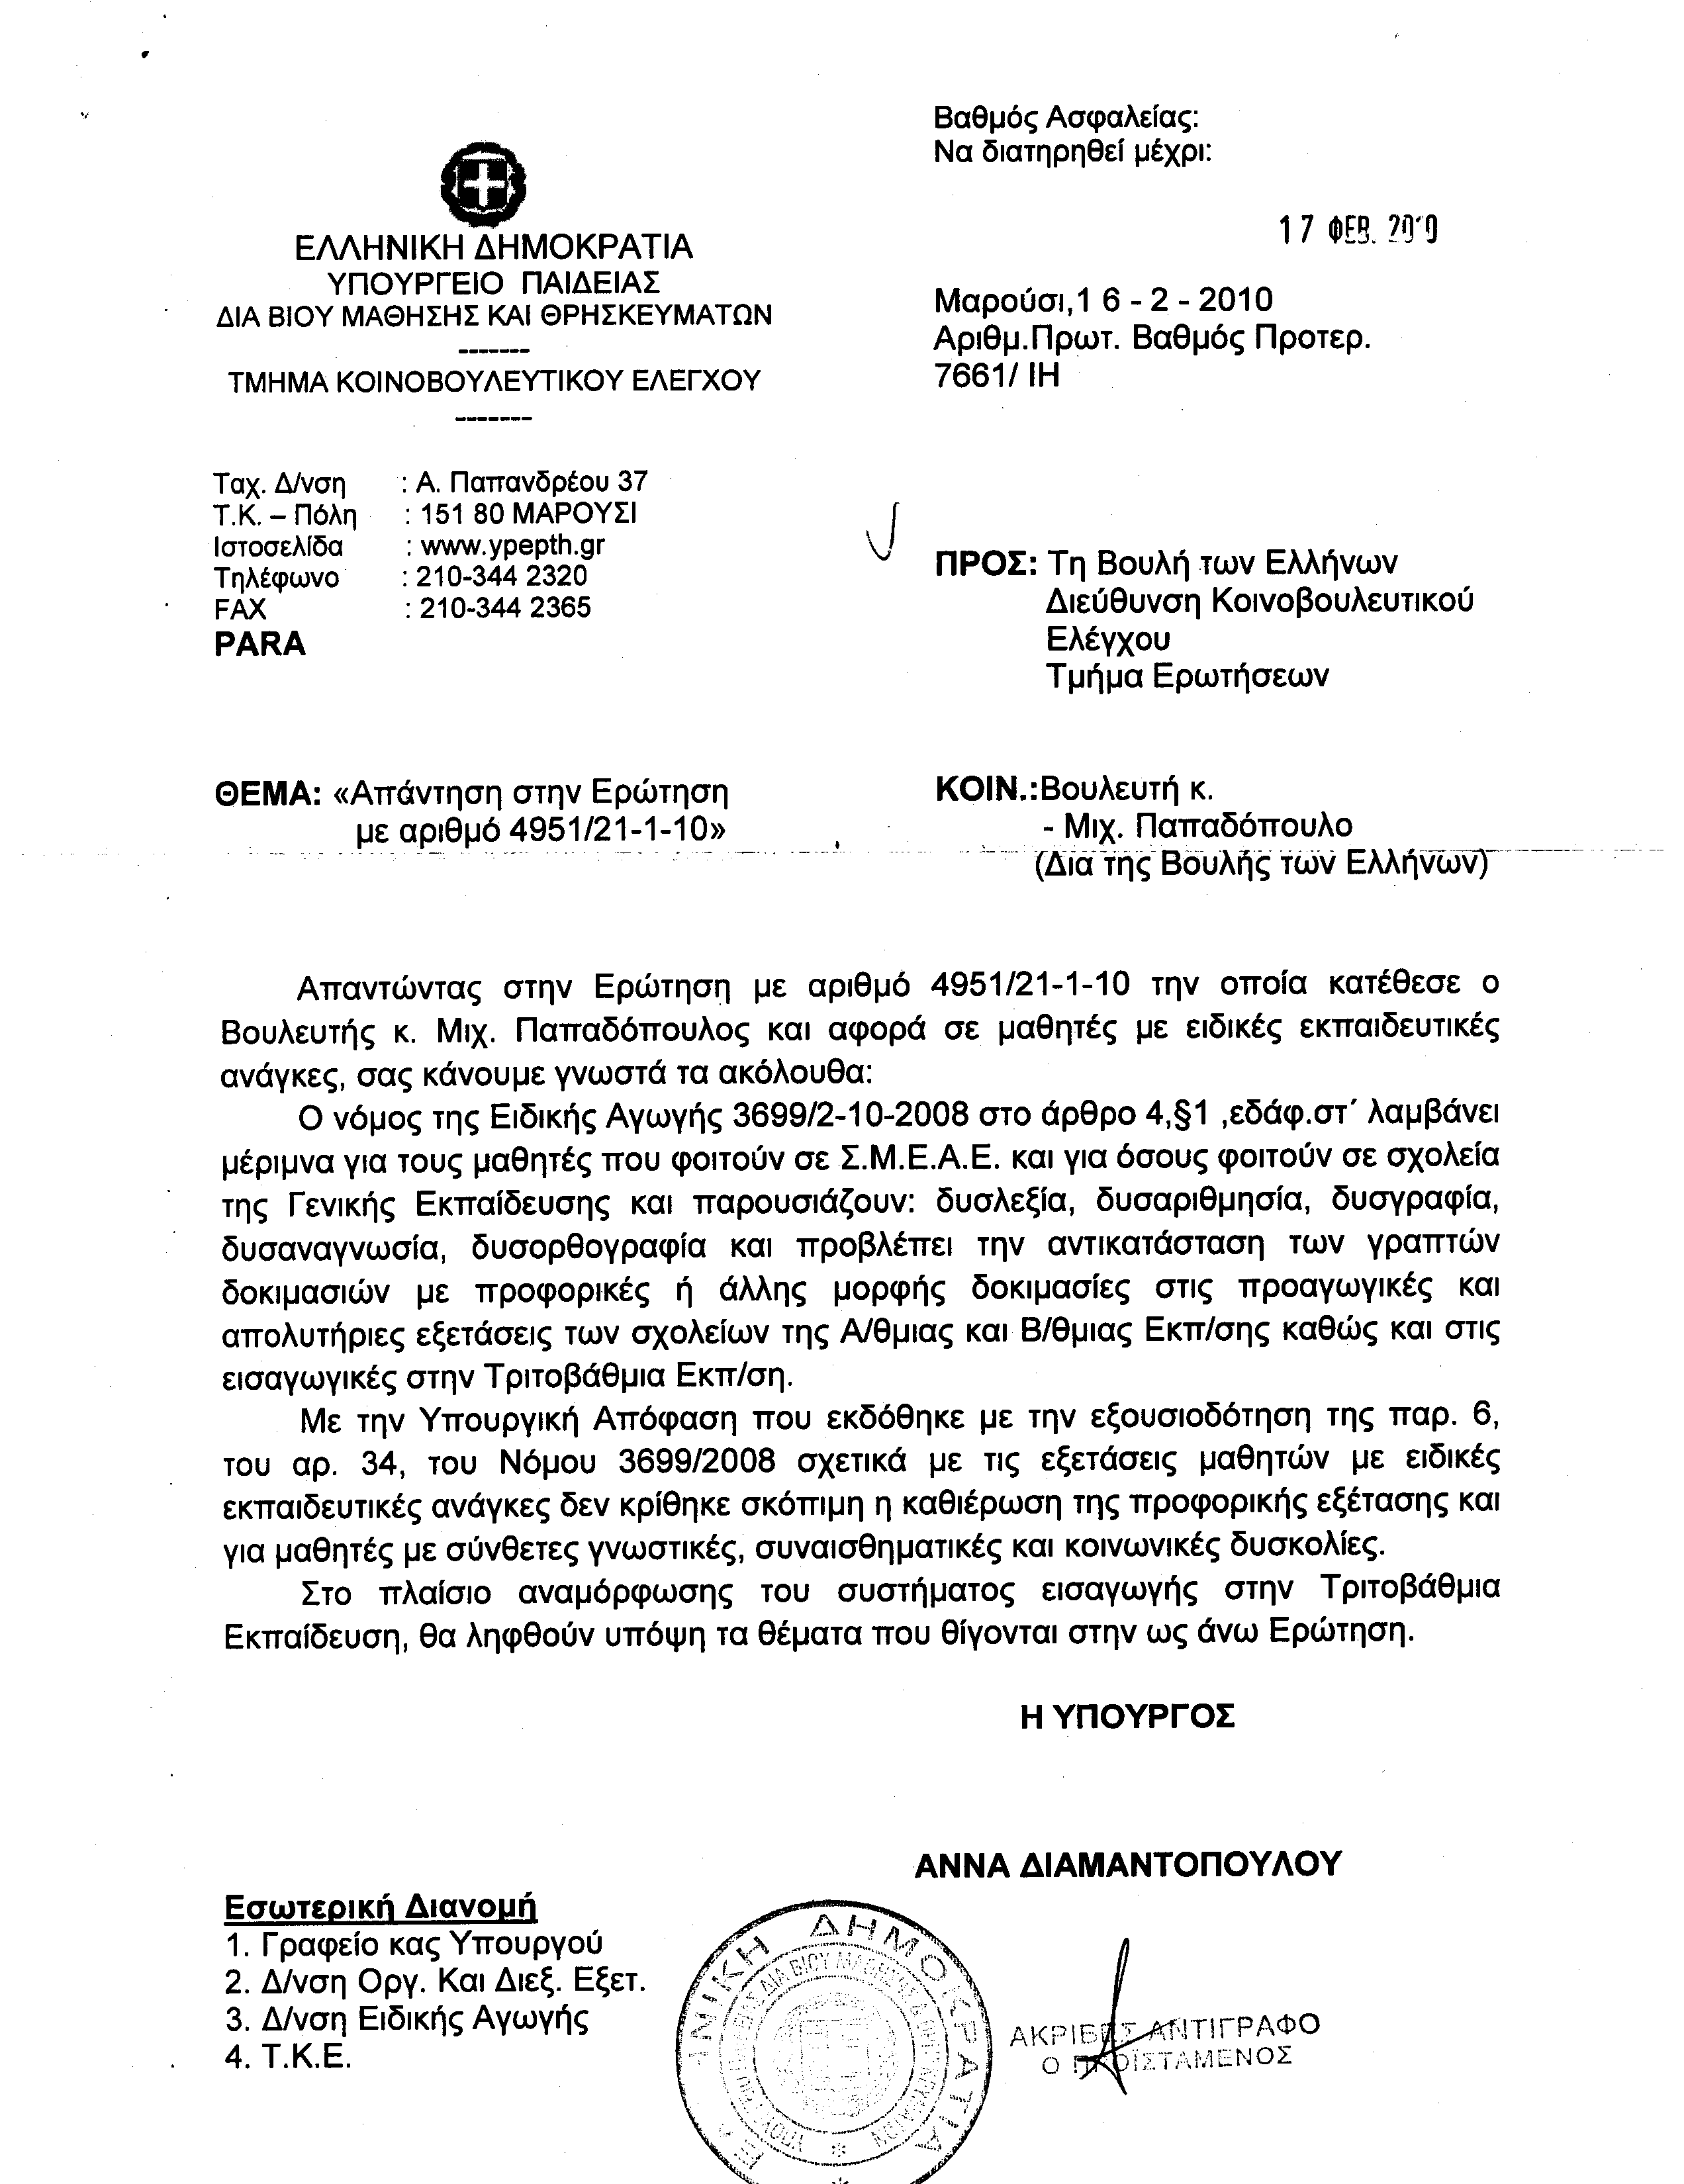 Βαθμός Ασφαλείας:
Να διατηρηθεί μέχρι:
17 ΦΕΒ. 2010
ΕΛΛΗΝΙΚΗ ΔΗΜΟΚΡΑΤΙΑ
ΥΠΟΥΡΓΕΙΟ ΠΑΙΔΕΙΑΣ
ΔΙΑ ΒΙΟΥ ΜΑΘΗΣΗΣ ΚΑΙ ΘΡΗΣΚΕΥΜΑΤΩΝ
-------
ΤΜΗΜΑ ΚΟΙΝΟΒΟΥΛΕΥΤΙΚΟΥ ΕΛΕΓΧΟΥ
-------
Μαρούσι,1 6 - 2 - 2010
Αριθμ.Πρωτ. Βαθμός Προτερ.
7661/ ΙΗ
Ταχ. Δ/νση : Α. Παπανδρέου 37
Τ.Κ. – Πόλη : 151 80 ΜΑΡΟΥΣΙ
Ιστοσελίδα : www.ypepth.gr
Τηλέφωνο : 210-344 2320
FAX : 210-344 2365
PARA
ΠΡΟΣ: Τη Βουλή των Ελλήνων
Διεύθυνση Κοινοβουλευτικού
Ελέγχου
Τμήμα Ερωτήσεων
ΘΕΜΑ: «Απάντηση στην Ερώτηση
με αριθμό 4951/21-1-10»
ΚΟΙΝ.:Βουλευτή κ.
- Μιχ. Παπαδόπουλο
(Δια της Βουλής των Ελλήνων)
Απαντώντας στην Ερώτηση με αριθμό 4951/21-1-10 την οποία κατέθεσε ο
Βουλευτής κ. Μιχ. Παπαδόπουλος και αφορά σε μαθητές με ειδικές εκπαιδευτικές
ανάγκες, σας κάνουμε γνωστά τα ακόλουθα:
Ο νόμος της Ειδικής Αγωγής 3699/2-10-2008 στο άρθρο 4,§1 ,εδάφ.στ΄ λαμβάνει
μέριμνα για τους μαθητές που φοιτούν σε Σ.Μ.Ε.Α.Ε. και για όσους φοιτούν σε σχολεία
της Γενικής Εκπαίδευσης και παρουσιάζουν: δυσλεξία, δυσαριθμησία, δυσγραφία,
δυσαναγνωσία, δυσορθογραφία και προβλέπει την αντικατάσταση των γραπτών
δοκιμασιών με προφορικές ή άλλης μορφής δοκιμασίες στις προαγωγικές και
απολυτήριες εξετάσεις των σχολείων της Α/θμιας και Β/θμιας Εκπ/σης καθώς και στις
εισαγωγικές στην Τριτοβάθμια Εκπ/ση.
Με την Υπουργική Απόφαση που εκδόθηκε με την εξουσιοδότηση της παρ. 6,
του αρ. 34, του Νόμου 3699/2008 σχετικά με τις εξετάσεις μαθητών με ειδικές
εκπαιδευτικές ανάγκες δεν κρίθηκε σκόπιμη η καθιέρωση της προφορικής εξέτασης και
για μαθητές με σύνθετες γνωστικές, συναισθηματικές και κοινωνικές δυσκολίες.
Στο πλαίσιο αναμόρφωσης του συστήματος εισαγωγής στην Τριτοβάθμια
Εκπαίδευση, θα ληφθούν υπόψη τα θέματα που θίγονται στην ως άνω Ερώτηση.
Η ΥΠΟΥΡΓΟΣ
ΑΝΝΑ ΔΙΑΜΑΝΤΟΠΟΥΛΟΥ
Εσωτερική Διανομή
1. Γραφείο κας Υπουργού
2. Δ/νση Οργ. Και Διεξ. Εξετ.
3. Δ/νση Ειδικής Αγωγής
4. Τ.Κ.Ε.
ΔΗΜΟΚΡΑΤΙΑ
ΑΚΡΙΒΕΣ ΑΝΤΙΓΡΑΦΟ
Ο ΠΡΟΪΣΤΑΜΕΝΟΣ